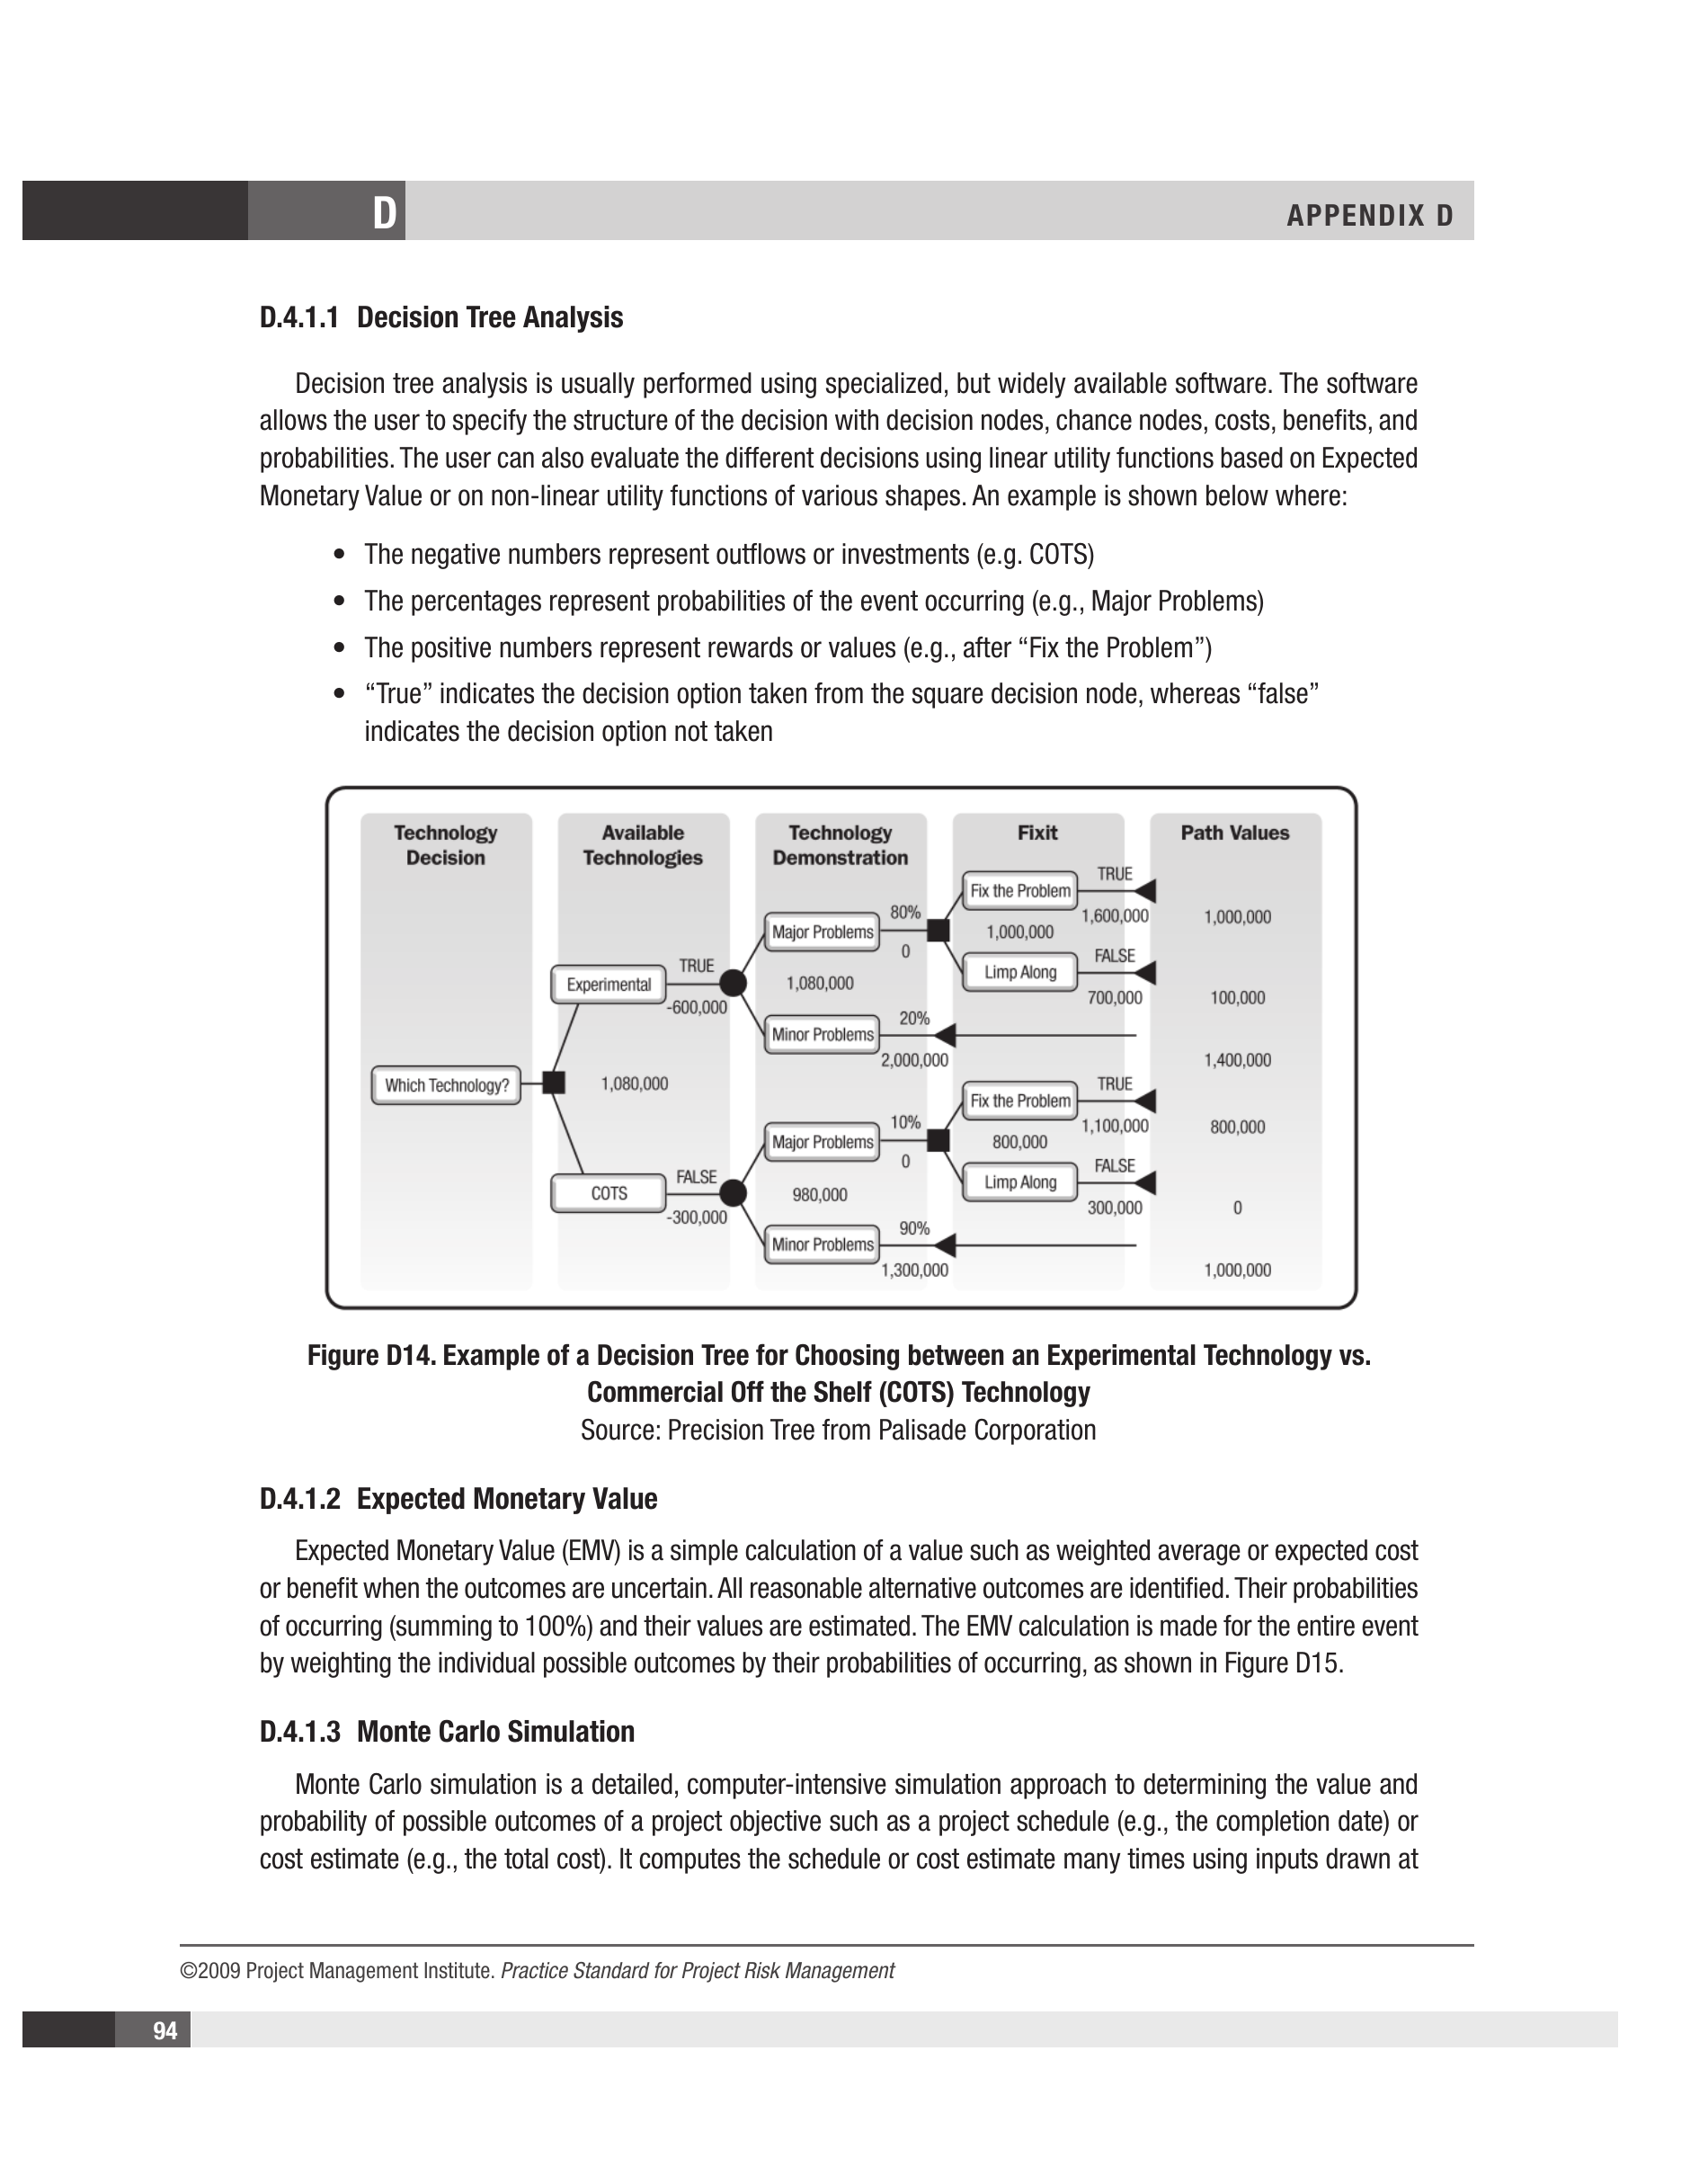 D
APPENDIX D
D.4.1.1 Decision Tree Analysis
Decision tree analysis is usually performed using specialized, but widely available software. The software
allows the user to specify the structure of the decision with decision nodes, chance nodes, costs, benefits, and
probabilities. The user can also evaluate the different decisions using linear utility functions based on Expected
Monetary Value or on non-linear utility functions of various shapes. An example is shown below where:
• The negative numbers represent outflows or investments (e.g. COTS)
• The percentages represent probabilities of the event occurring (e.g., Major Problems)
• The positive numbers represent rewards or values (e.g., after “Fix the Problem”)
• “True” indicates the decision option taken from the square decision node, whereas “false”
indicates the decision option not taken
Technology
Decision
Available
Technologies
Technology
Demonstration
Fixit
Path Values
TRUE
Fix the Problem
1,600,000
1,000,000
80%
Major Problems
0
1,000,000
FALSE
Limp Along
700,000
100,000
TRUE
Experimental
-600,000
1,080,000
20%
Minor Problems
2,000,000
1,400,000
Which Technology?
1,080,000
TRUE
Fix the Problem
1,100,000
800,000
10%
Major Problems
0
800,000
FALSE
Limp Along
300,000
0
FALSE
COTS
-300,000
980,000
90%
Minor Problems
1,300,000
1,000,000
Figure D14. Example of a Decision Tree for Choosing between an Experimental Technology vs.
Commercial Off the Shelf (COTS) Technology
Source: Precision Tree from Palisade Corporation
D.4.1.2 Expected Monetary Value
Expected Monetary Value (EMV) is a simple calculation of a value such as weighted average or expected cost
or benefit when the outcomes are uncertain. All reasonable alternative outcomes are identified. Their probabilities
of occurring (summing to 100%) and their values are estimated. The EMV calculation is made for the entire event
by weighting the individual possible outcomes by their probabilities of occurring, as shown in Figure D15.
D.4.1.3 Monte Carlo Simulation
Monte Carlo simulation is a detailed, computer-intensive simulation approach to determining the value and
probability of possible outcomes of a project objective such as a project schedule (e.g., the completion date) or
cost estimate (e.g., the total cost). It computes the schedule or cost estimate many times using inputs drawn at
©2009 Project Management Institute. Practice Standard for Project Risk Management
94